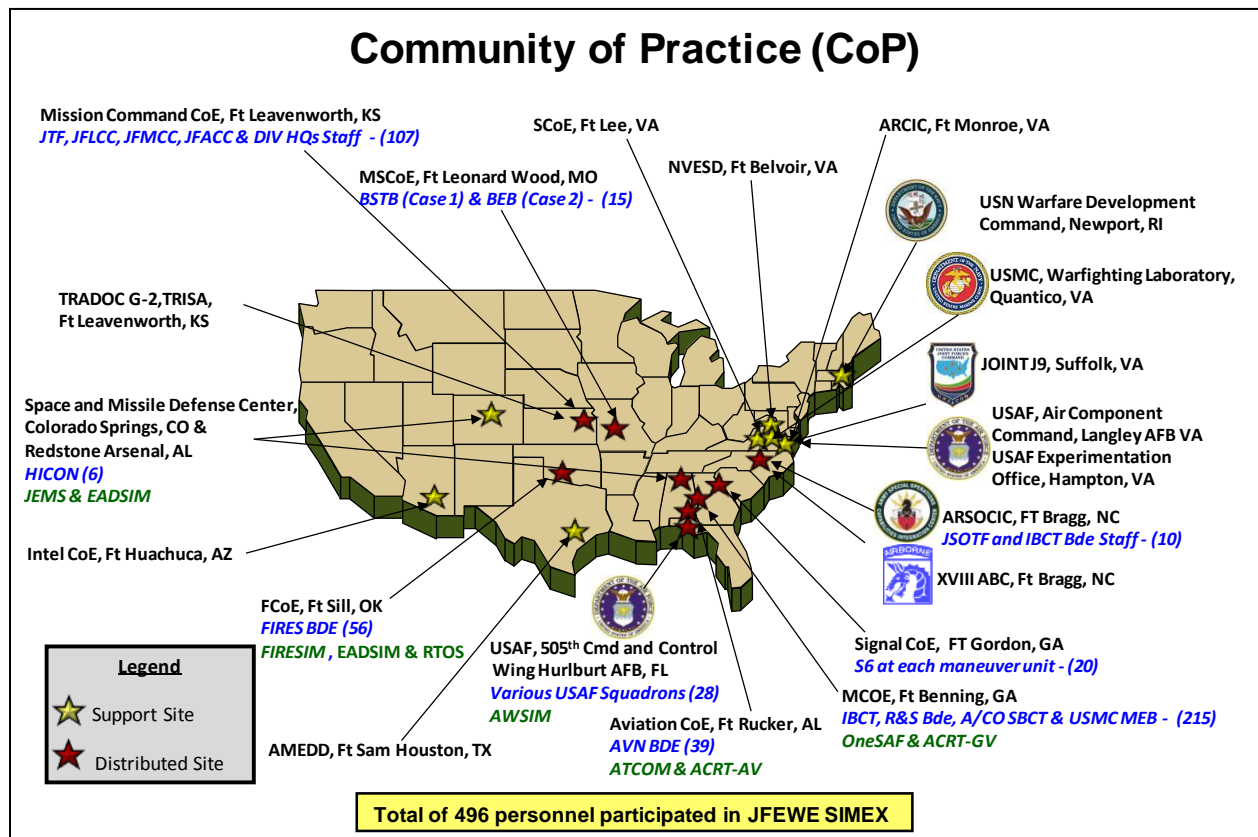 Community of Practice (CoP)
Mission Command CoE, Ft Leavenworth, KS
JTF, JFLCC, JFMCC, JFACC & DIV HQs Staff - (107)
SCoE, Ft Lee, VA
ARCIC, Ft Monroe, VA
MSCoE, Ft Leonard Wood, MO
BSTB (Case 1) & BEB (Case 2) - (15)
NVESD, Ft Belvoir, VA
USN Warfare Development
Command, Newport, RI
USMC, Warfighting Laboratory,
Quantico, VA
TRADOC G-2,TRISA,
Ft Leavenworth, KS
JOINT J9, Suffolk, VA
Space and Missile Defense Center,
Colorado Springs, CO &
Redstone Arsenal, AL
HICON (6)
JEMS & EADSIM
USAF, Air Component
Command, Langley AFB VA
USAF Experimentation
Office, Hampton, VA
ARSOCIC, FT Bragg, NC
JSOTF and IBCT Bde Staff - (10)
Intel CoE, Ft Huachuca, AZ
AIRBORNE
XVIII ABC, Ft Bragg, NC
FCoE, Ft Sill, OK
FIRES BDE (56)
FIRESIM , EADSIM & RTOS
USAF, 505th Cmd and Control
Wing Hurlburt AFB, FL
Various USAF Squadrons (28)
AWSIM
Signal CoE, FT Gordon, GA
S6 at each maneuver unit - (20)
MCOE, Ft Benning, GA
IBCT, R&S Bde, A/CO SBCT & USMC MEB - (215)
OneSAF & ACRT-GV
Aviation CoE, Ft Rucker, AL
AVN BDE (39)
ATCOM & ACRT-AV
AMEDD, Ft Sam Houston, TX
Legend
Support Site
Distributed Site
Total of 496 personnel participated in JFEWE SIMEX